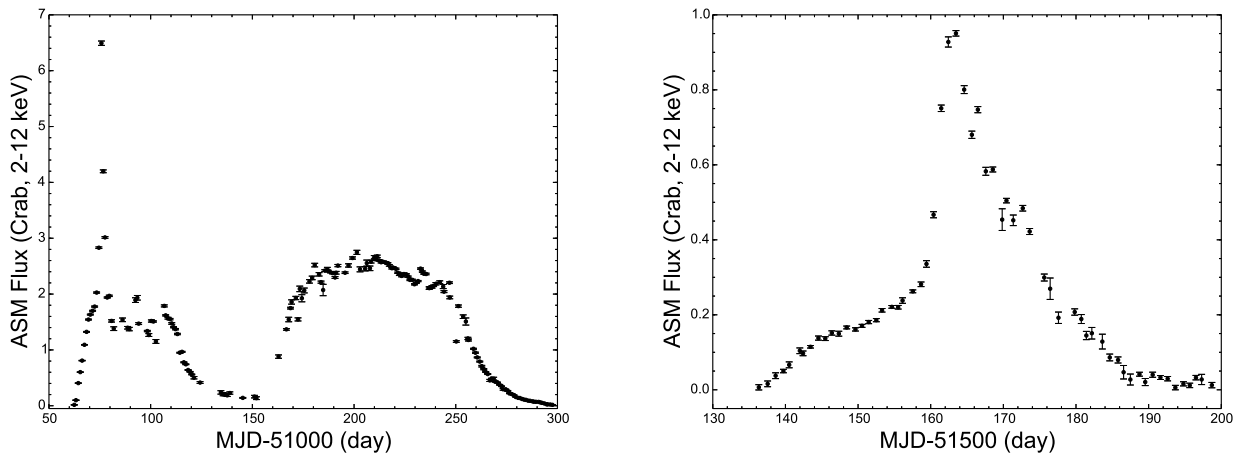 ASM Flux (Crab, 2-12 keV)
7
6
5
4
3
2
1
0
50 100 150 200 250 300
MJD-51000 (day)
ASM Flux (Crab, 2-12 keV)
1.0
0.8
0.6
0.4
0.2
0.0
130 140 150 160 170 180 190 200
MJD-51500 (day)